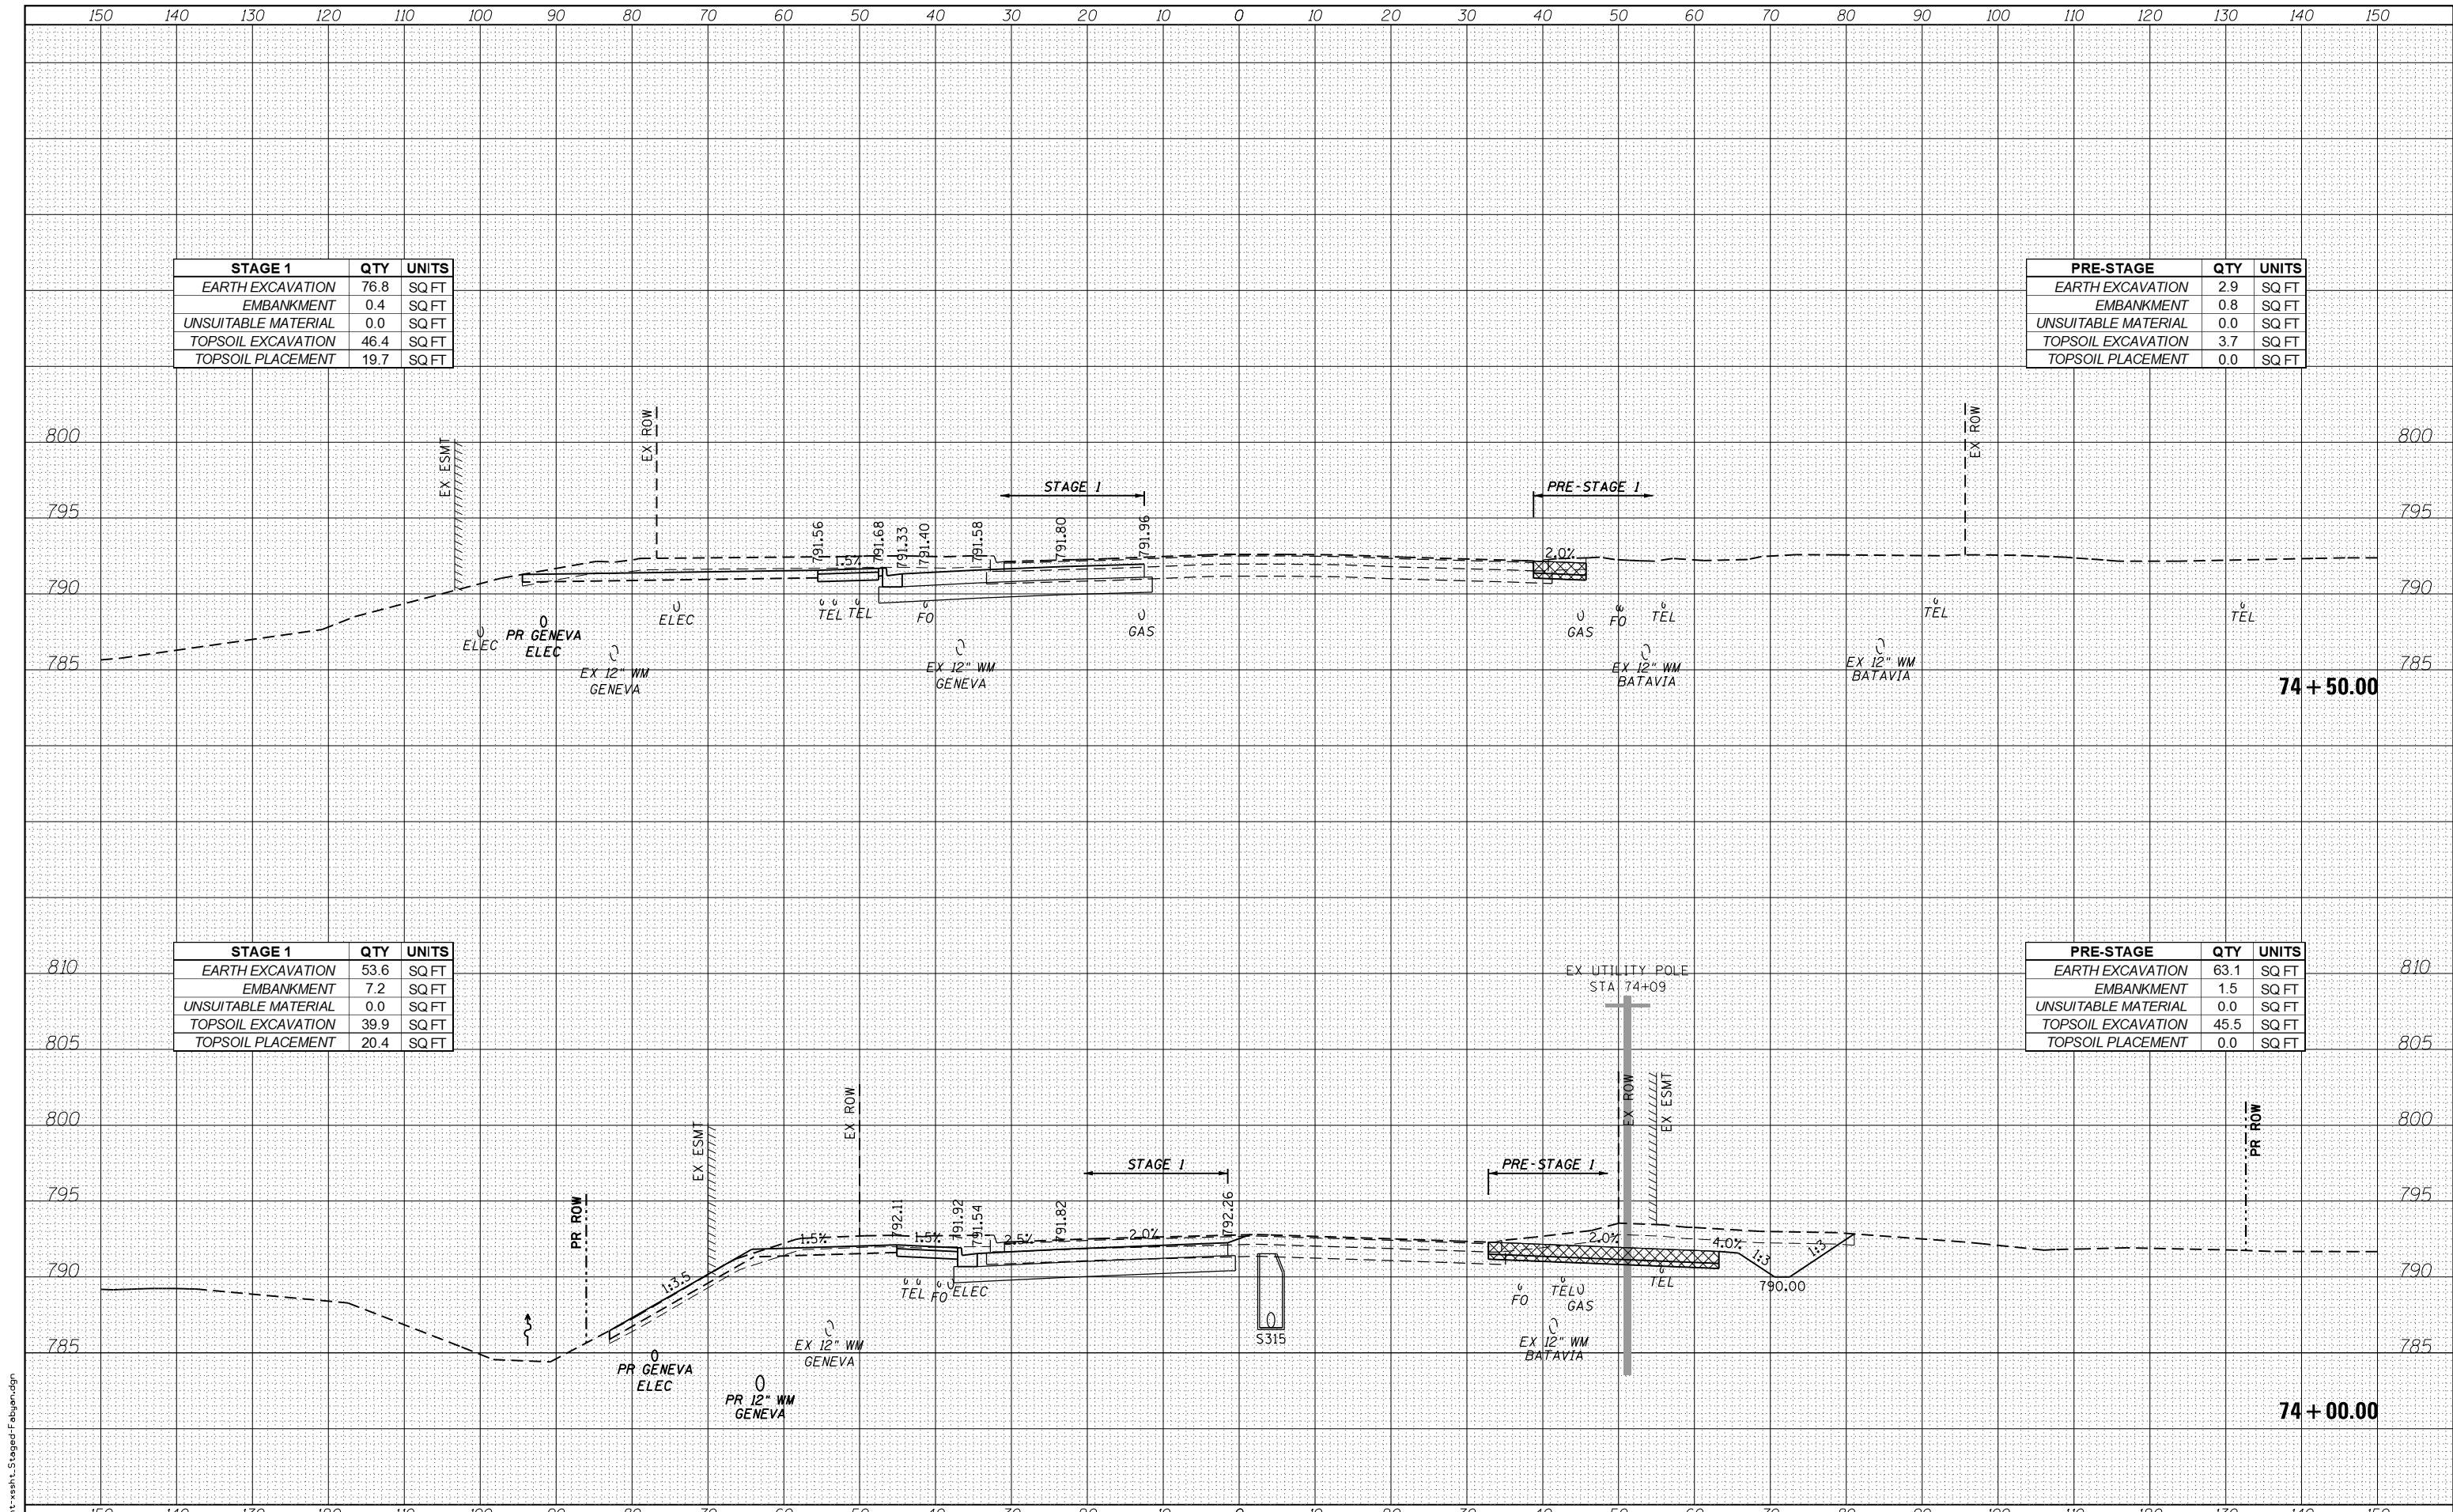 150 140 130 120 110 100 90 80 70 60 50 40 30 20 10 0 10 20 30 40 50 60 70 80 90 100 110 120 130 140 150
STAGE 1 QTY UNITS
EARTH EXCAVATION 76.8 SQ FT
EMBANKMENT 0.4 SQ FT
UNSUITABLE MATERIAL 0.0 SQ FT
TOPSOIL EXCAVATION 46.4 SQ FT
TOPSOIL PLACEMENT 19.7 SQ FT
PRE-STAGE QTY UNITS
EARTH EXCAVATION 2.9 SQ FT
EMBANKMENT 0.8 SQ FT
UNSUITABLE MATERIAL 0.0 SQ FT
TOPSOIL EXCAVATION 3.7 SQ FT
TOPSOIL PLACEMENT 0.0 SQ FT
800
795
790
785
EX ESMT
EX ROW
STAGE 1
PRE-STAGE 1
EX ROW
800
795
790
785
791.56
791.68
791.33
791.40
791.58
791.80
791.96
1.5%
2.0%
ELEC
PR GENEVA
ELEC
EX 12" WM
GENEVA
ELEC
TEL
TEL
FO
EX 12" WM
GENEVA
GAS
GAS
FO
TEL
EX 12" WM
BATAVIA
EX 12" WM
BATAVIA
TEL
TEL
74+50.00
STAGE 1 QTY UNITS
EARTH EXCAVATION 53.6 SQ FT
EMBANKMENT 7.2 SQ FT
UNSUITABLE MATERIAL 0.0 SQ FT
TOPSOIL EXCAVATION 39.9 SQ FT
TOPSOIL PLACEMENT 20.4 SQ FT
PRE-STAGE QTY UNITS
EARTH EXCAVATION 63.1 SQ FT
EMBANKMENT 1.5 SQ FT
UNSUITABLE MATERIAL 0.0 SQ FT
TOPSOIL EXCAVATION 45.5 SQ FT
TOPSOIL PLACEMENT 0.0 SQ FT
810
805
800
795
790
785
EX UTILITY POLE
STA 74+09
810
805
800
795
790
785
PR ROW
EX ESMT
EX ROW
STAGE 1
PRE-STAGE 1
EX ROW
EX ESMT
PR ROW
792.11
791.92
791.54
791.82
792.26
1:3.5
1.5%
1.5%
2.5%
2.0%
2.0%
4.0%
1:3
1:3
790.00
TEL
FO
ELEC
EX 12" WM
GENEVA
PR GENEVA
ELEC
PR 12" WM
GENEVA
S315
FO
TEL
GAS
TEL
EX 12" WM
BATAVIA
74+00.00
150 140 130 120 110 100 90 80 70 60 50 40 30 20 10 0 10 20 30 40 50 60 70 80 90 100 110 120 130 140 150
t-xssht_Staged-Fabyan.dgn